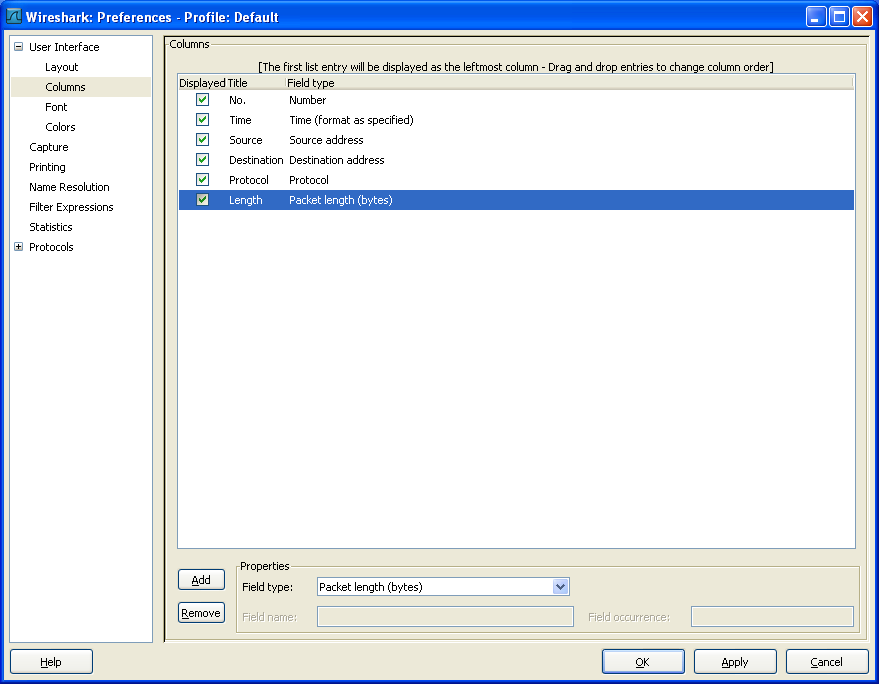 Wireshark: Preferences - Profile: Default
User Interface
Layout
Columns
Font
Colors
Capture
Printing
Name Resolution
Filter Expressions
Statistics
Protocols
Columns
[The first list entry will be displayed as the leftmost column - Drag and drop entries to change column order]
Displayed Title Field type
No. Number
Time Time (format as specified)
Source Source address
Destination Destination address
Protocol Protocol
Length Packet length (bytes)
Add
Remove
Properties
Field type: Packet length (bytes)
Field name: Field occurrence:
Help OK Apply Cancel